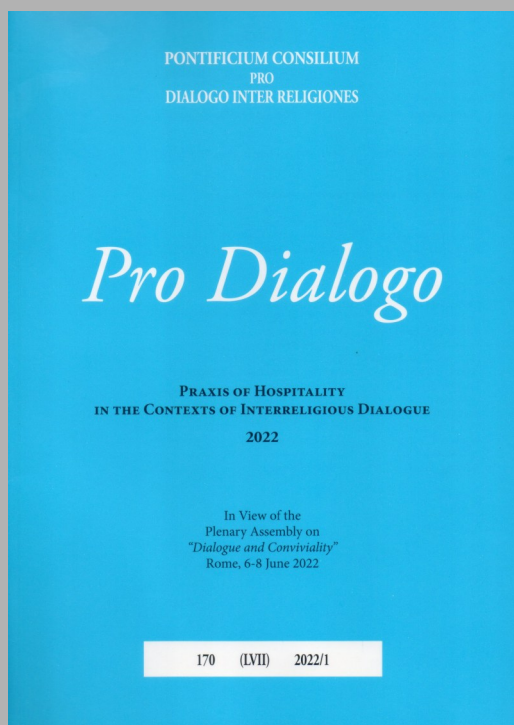 PONTIFICIUM CONSILIUM
PRO
DIALOGO INTER RELIGIONES
Pro Dialogo
PRAXIS OF HOSPITALITY
IN THE CONTEXTS OF INTERRELIGIOUS DIALOGUE
2022
In View of the
Plenary Assembly on
“Dialogue and Conviviality”
Rome, 6-8 June 2022
170 (LVII) 2022/1